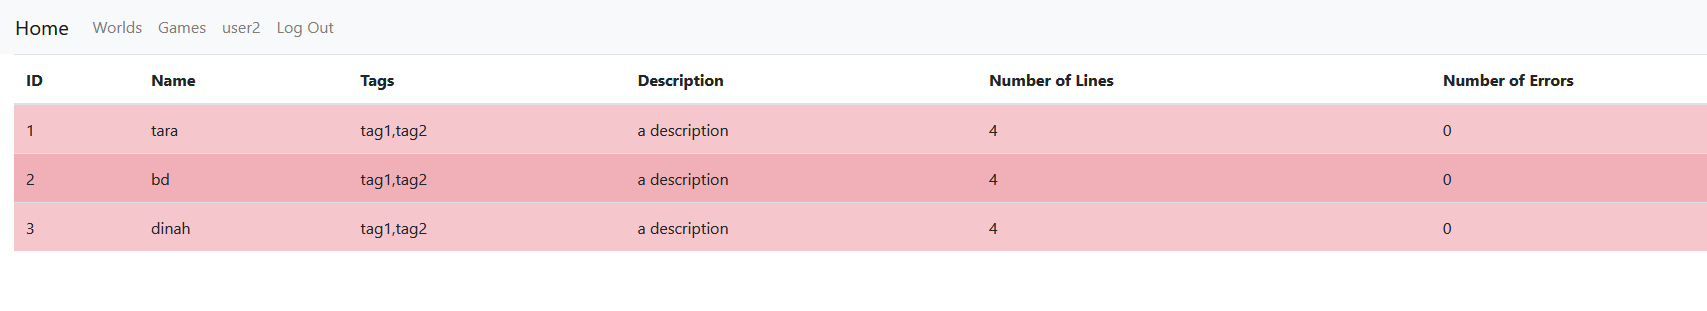 Home Worlds Games user2 Log Out
ID Name Tags Description Number of Lines Number of Errors
1 tara tag1,tag2 a description 4 0
2 bd tag1,tag2 a description 4 0
3 dinah tag1,tag2 a description 4 0